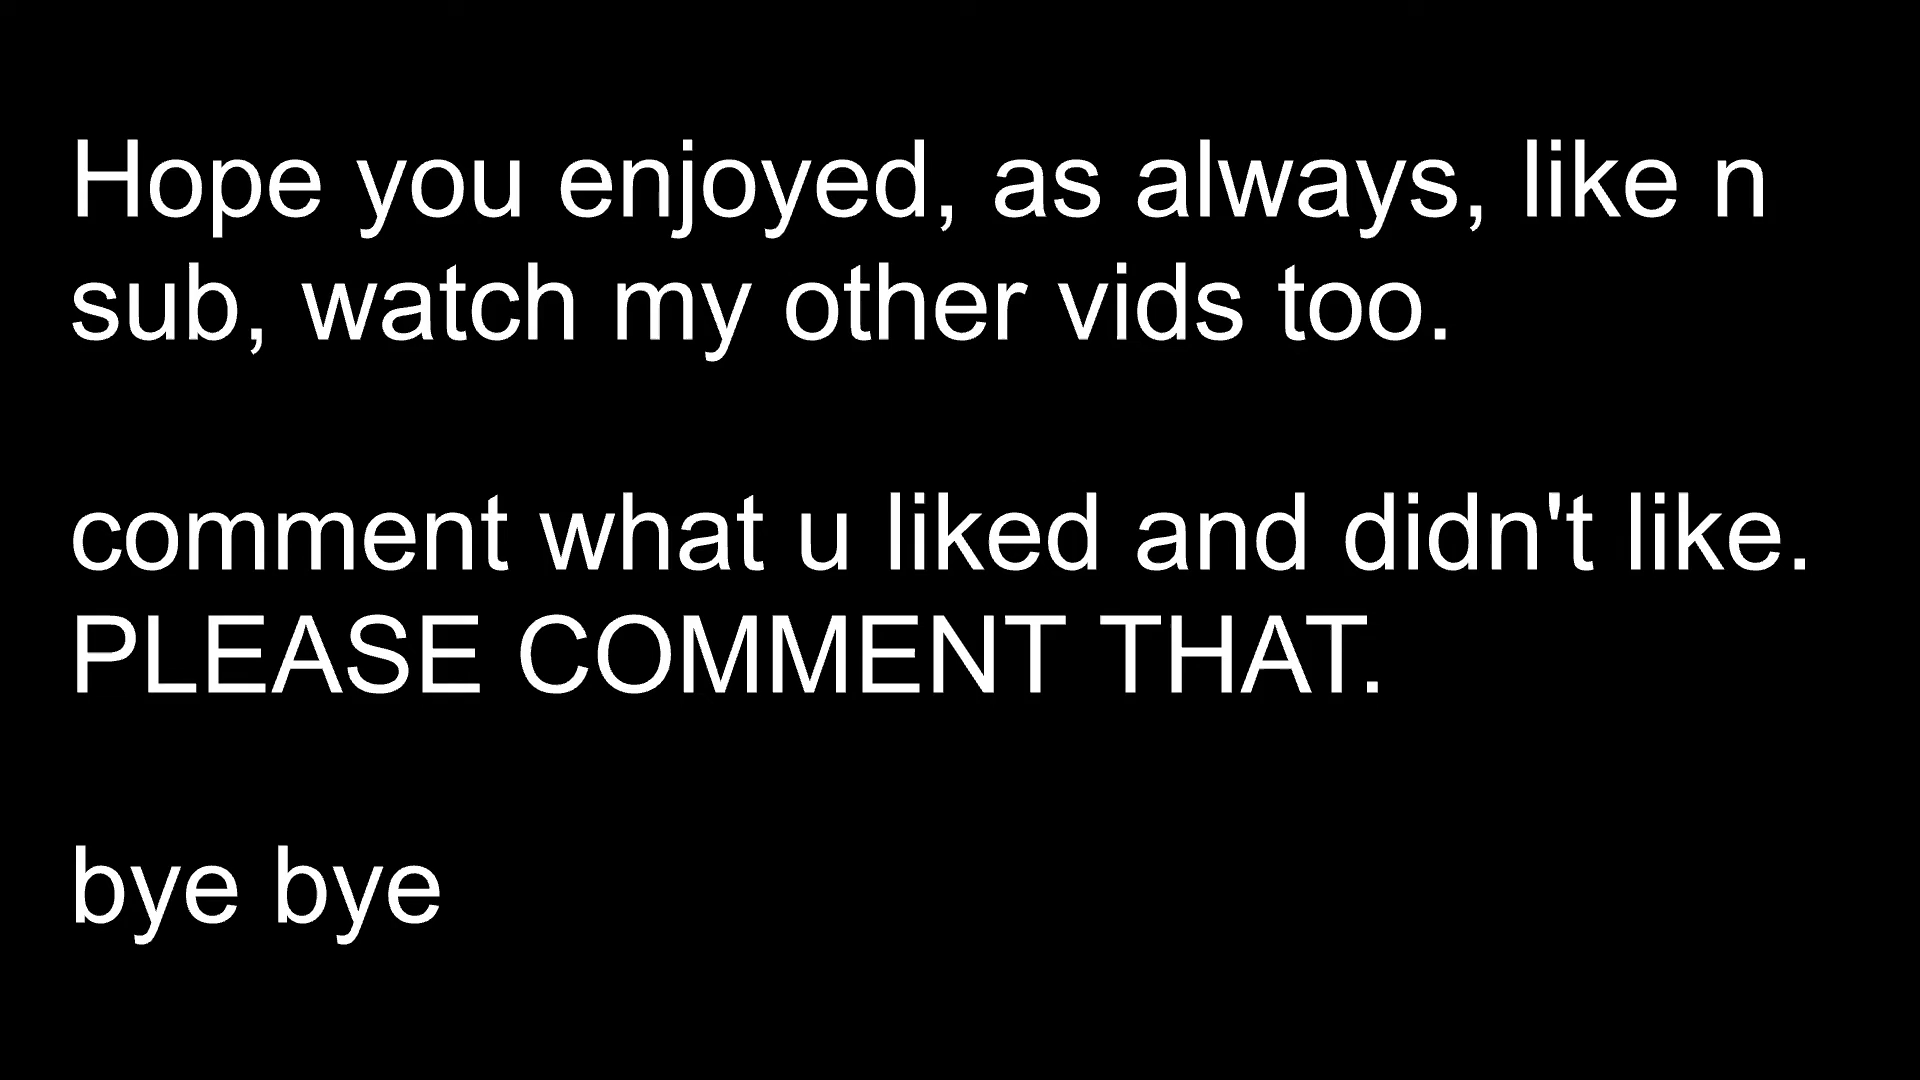 Hope you enjoyed, as always, like n
sub, watch my other vids too.
comment what u liked and didn't like.
PLEASE COMMENT THAT.
bye bye